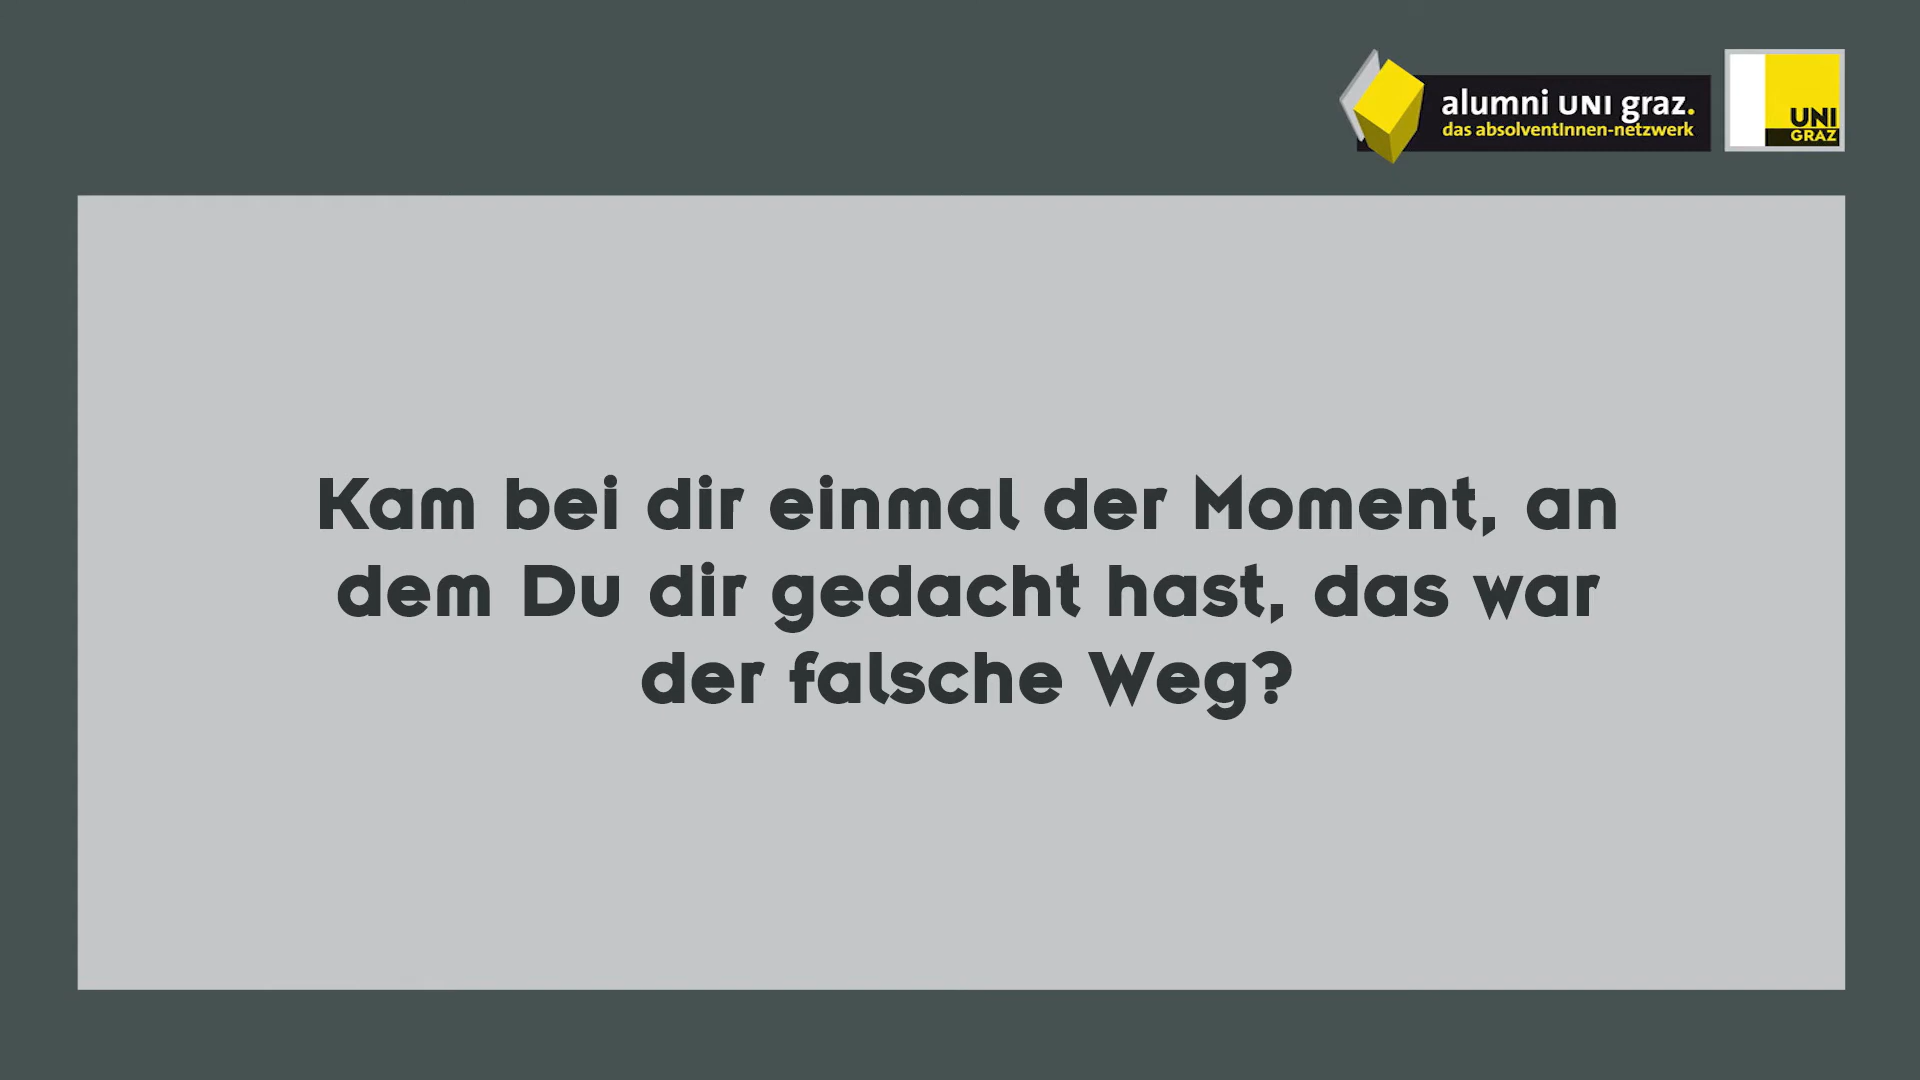 alumni UNI graz.
das absolventInnen-netzwerk
UNI
GRAZ
Kam bei dir einmal der Moment, an
dem Du dir gedacht hast, das war
der falsche Weg?